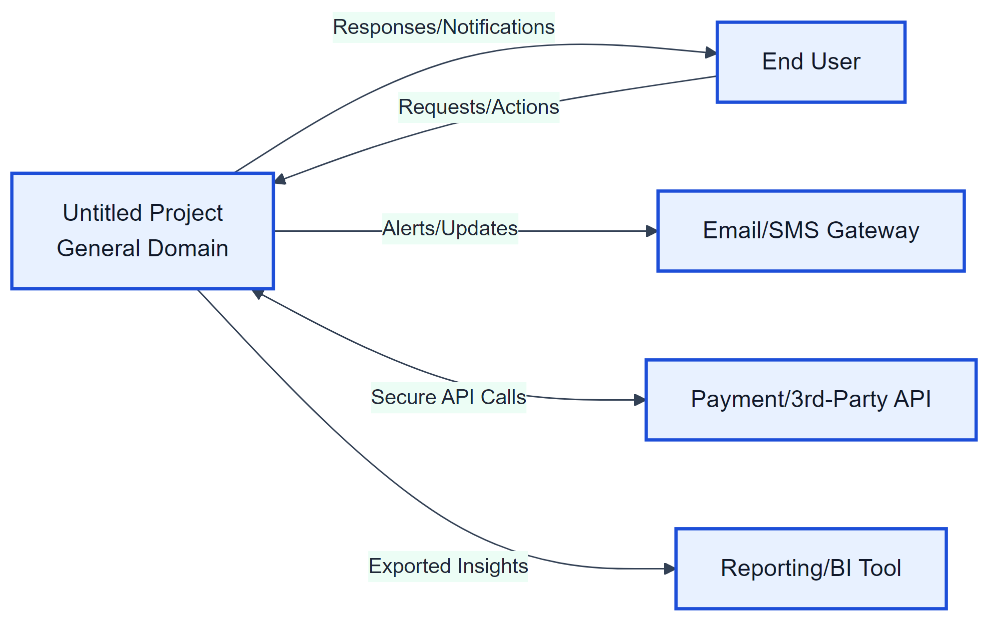 Responses/Notifications
End User
Requests/Actions
Untitled Project
General Domain
Alerts/Updates
Email/SMS Gateway
Secure API Calls
Payment/3rd-Party API
Exported Insights
Reporting/BI Tool